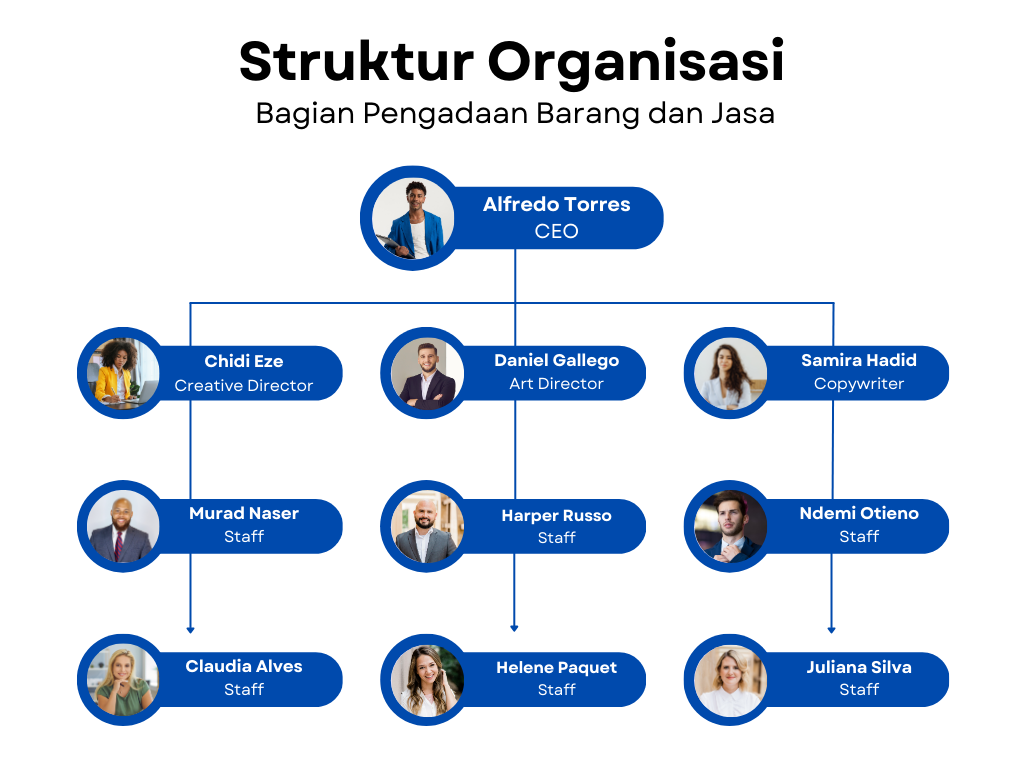 Struktur Organisasi
Bagian Pengadaan Barang dan Jasa
Alfredo Torres
CEO
Chidi Eze
Creative Director
Daniel Gallego
Art Director
Samira Hadid
Copywriter
Murad Naser
Staff
Harper Russo
Staff
Ndemi Otieno
Staff
Claudia Alves
Staff
Helene Paquet
Staff
Juliana Silva
Staff